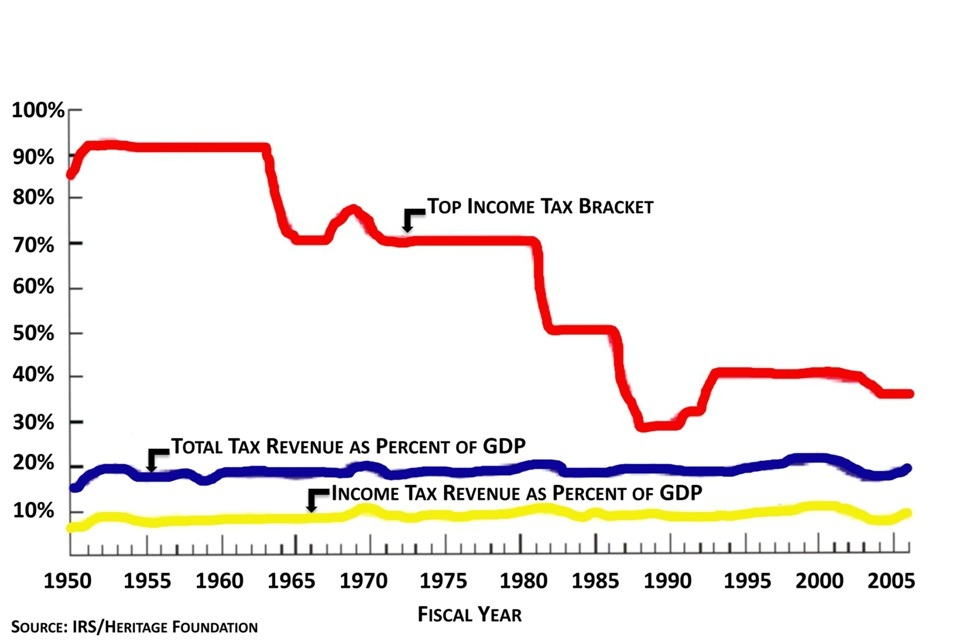 100%
90%
80%
70%
60%
50%
40%
30%
20%
10%
Top Income Tax Bracket
Total Tax Revenue as Percent of GDP
Income Tax Revenue as Percent of GDP
1950 1955 1960 1965 1970 1975 1980 1985 1990 1995 2000 2005
Fiscal Year
Source: IRS/Heritage Foundation